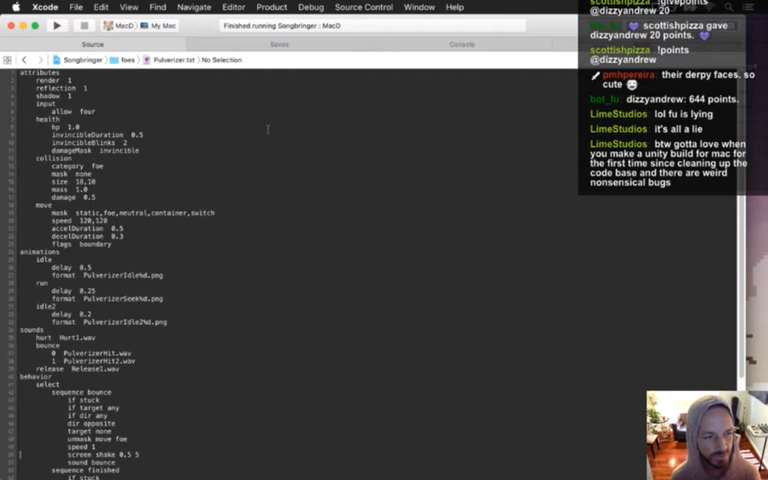 Xcode File Edit View Find Navigate Editor Product Debug Source Control Window Help
MacD My Mac Finished running Songbringer : MacD
Source Saves Console
Songbringer foes Pulverizer.txt No Selection
attributes
render 1
reflection 1
shadow 1
input
allow four
health
hp 1.0
invincibleDuration 0.5
invincibleBlinks 2
damageMask invincible
collision
category foe
mask none
size 18,10
mass 1.0
damage 0.5
move
mask static,foe,neutral,container,switch
speed 120,120
accelDuration 0.5
decelDuration 0.3
flags boundary
animations
idle
delay 0.5
format PulverizerIdle%d.png
run
delay 0.25
format PulverizerSeek%d.png
idle2
delay 0.2
format PulverizerIdle2%d.png
sounds
hurt Hurt1.wav
bounce
0 PulverizerHit.wav
1 PulverizerHit2.wav
release Release1.wav
behavior
select
sequence bounce
if stuck
if target any
if dir any
dir opposite
target none
unmask move foe
speed 1
screen shake 0.5 5
sound bounce
sequence finished
if stuck
scottishpizza !givepoints
@dizzyandrew 20
scottishpizza gave
dizzyandrew 20 points.
scottishpizza !points
@dizzyandrew
pmhpereira: their derpy faces. so
cute
bot_fu: dizzyandrew: 644 points.
LimeStudios lol fu is lying
LimeStudios it's all a lie
LimeStudios btw gotta love when
you make a unity build for mac for
the first time since cleaning up the
code base and there are weird
nonsensical bugs